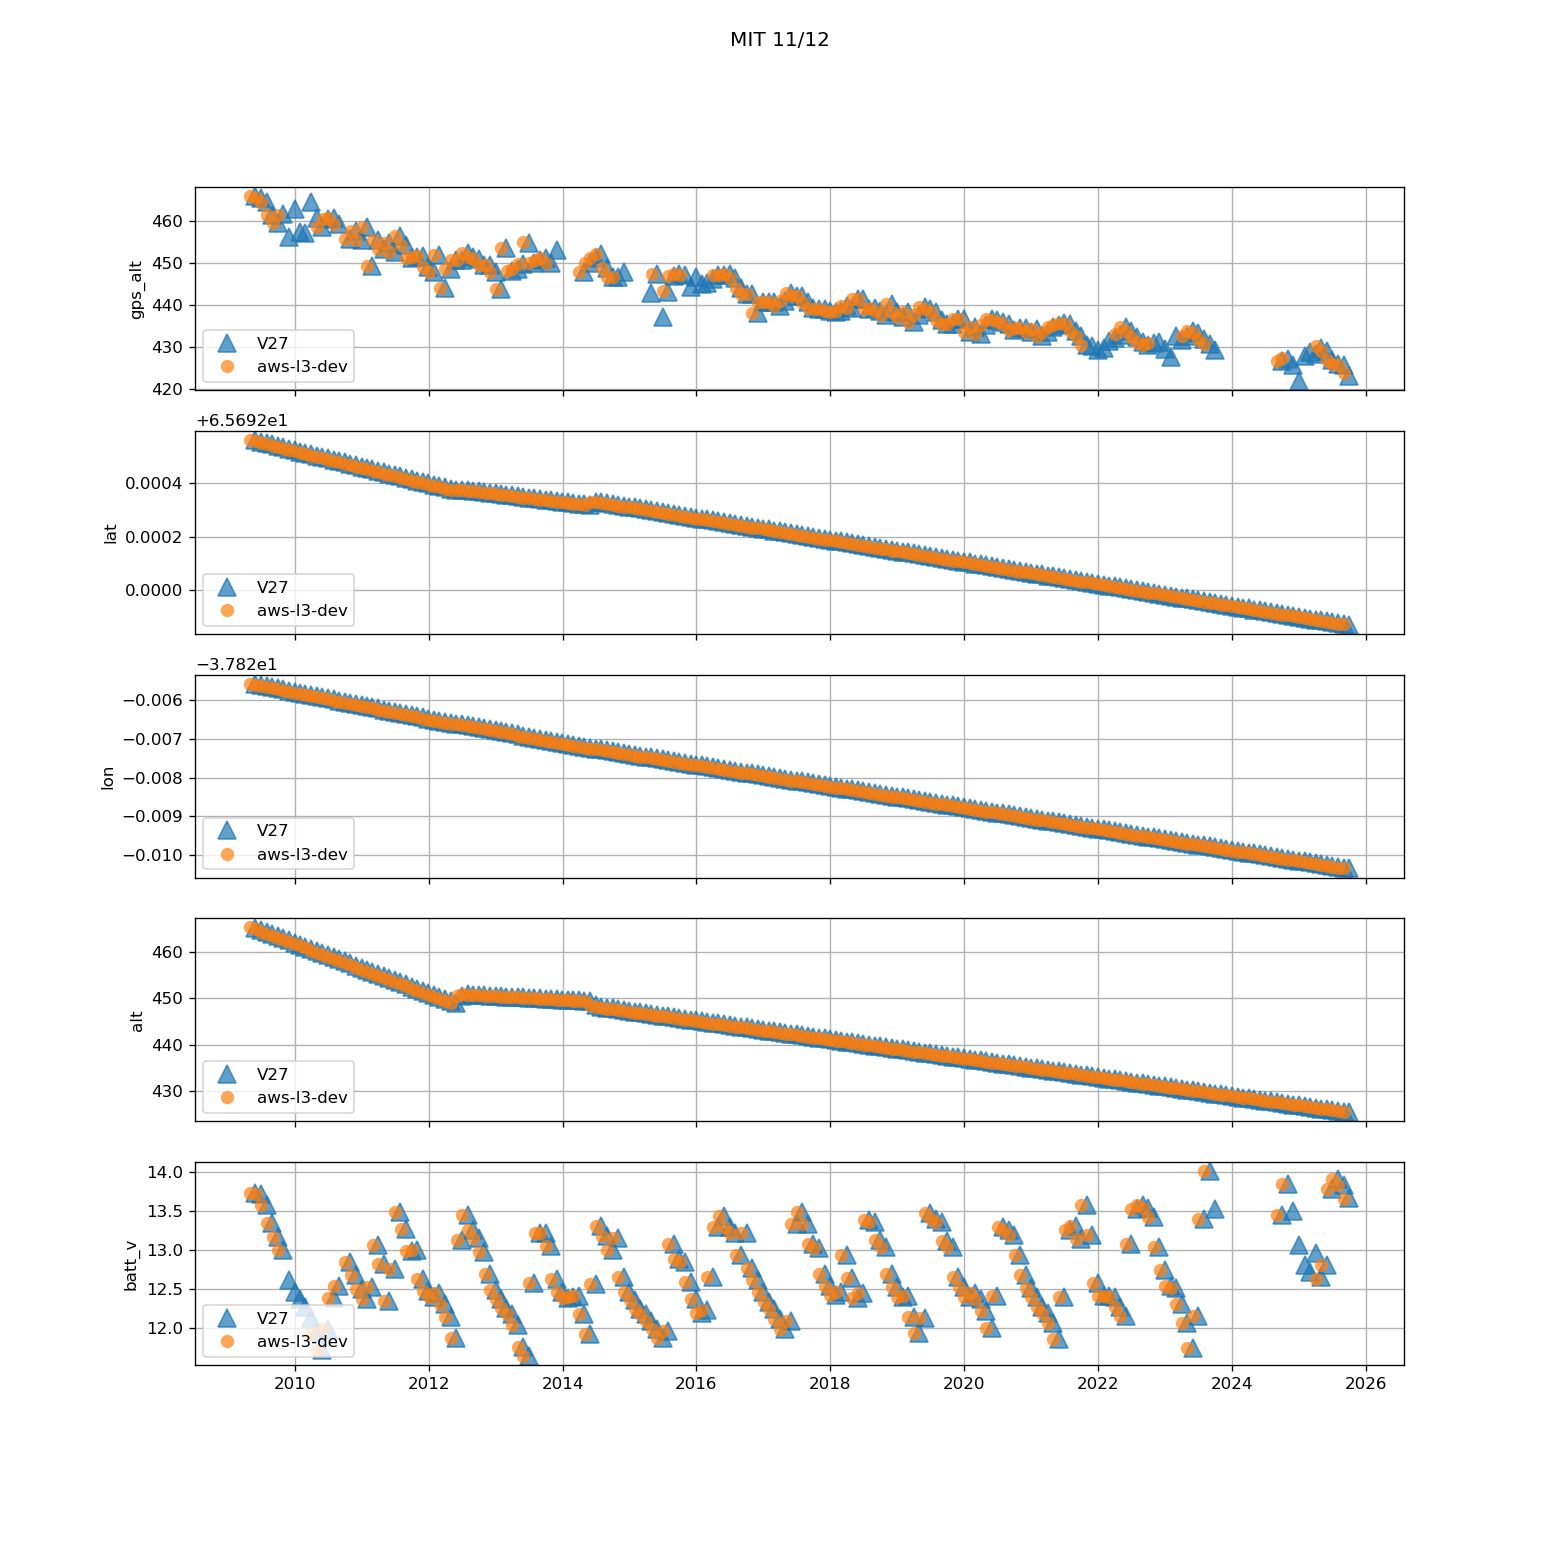 MIT 11/12
gps_alt
460
450
440
430
420
V27
aws-l3-dev
+6.5692e1
lat
0.0004
0.0002
0.0000
V27
aws-l3-dev
−3.782e1
lon
−0.006
−0.007
−0.008
−0.009
−0.010
V27
aws-l3-dev
alt
460
450
440
430
V27
aws-l3-dev
batt_v
14.0
13.5
13.0
12.5
12.0
V27
aws-l3-dev
2010 2012 2014 2016 2018 2020 2022 2024 2026